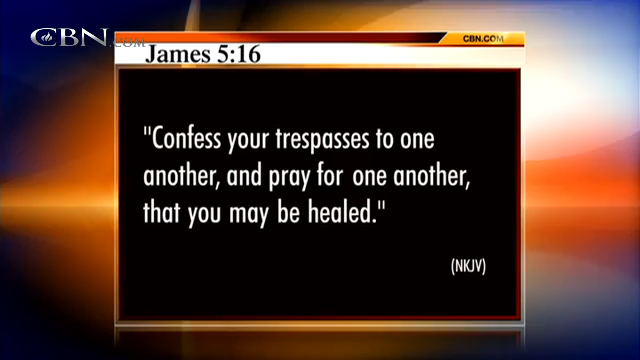 CBN.COM
CBN.COM
James 5:16
"Confess your trespasses to one
another, and pray for one another,
that you may be healed."
(NKJV)